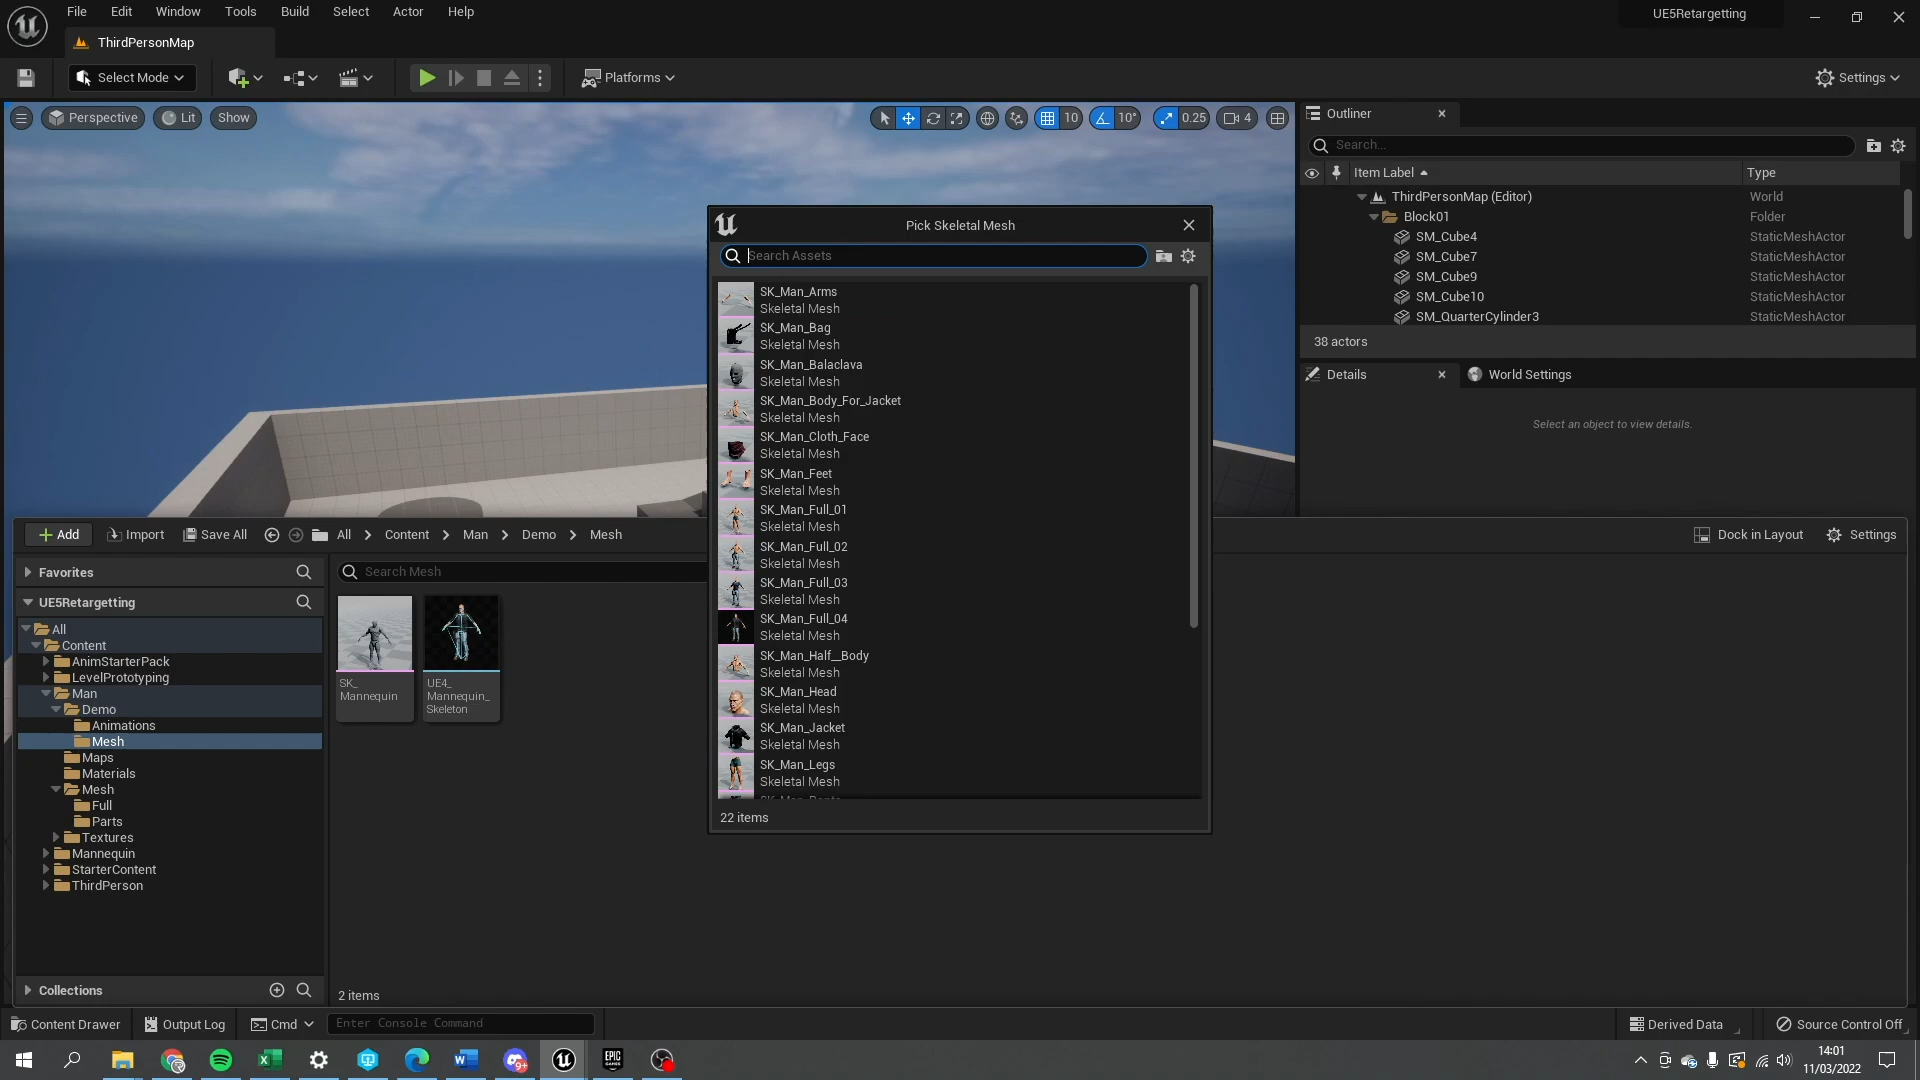 File Edit Window Tools Build Select Actor Help
UE5Retargetting
ThirdPersonMap
Select Mode
Platforms
Settings
Perspective Lit Show
10 10° 0.25 4
Outliner
Search...
Item Label Type
ThirdPersonMap (Editor) World
Block01 Folder
SM_Cube4 StaticMeshActor
SM_Cube7 StaticMeshActor
SM_Cube9 StaticMeshActor
SM_Cube10 StaticMeshActor
SM_QuarterCylinder3 StaticMeshActor
38 actors
Details World Settings
Select an object to view details.
Pick Skeletal Mesh
Search Assets
SK_Man_Arms
Skeletal Mesh
SK_Man_Bag
Skeletal Mesh
SK_Man_Balaclava
Skeletal Mesh
SK_Man_Body_For_Jacket
Skeletal Mesh
SK_Man_Cloth_Face
Skeletal Mesh
SK_Man_Feet
Skeletal Mesh
SK_Man_Full_01
Skeletal Mesh
SK_Man_Full_02
Skeletal Mesh
SK_Man_Full_03
Skeletal Mesh
SK_Man_Full_04
Skeletal Mesh
SK_Man_Half__Body
Skeletal Mesh
SK_Man_Head
Skeletal Mesh
SK_Man_Jacket
Skeletal Mesh
SK_Man_Legs
Skeletal Mesh
22 items
Add Import Save All All Content Man Demo Mesh
Dock in Layout Settings
Favorites
Search Mesh
UE5Retargetting
All
Content
AnimStarterPack
LevelPrototyping
Man
Demo
Animations
Mesh
Maps
Materials
Mesh
Full
Parts
Textures
Mannequin
StarterContent
ThirdPerson
SK_
Mannequin
UE4_
Mannequin_
Skeleton
Collections
2 items
Content Drawer Output Log Cmd Enter Console Command
Derived Data Source Control Off
EPIC
GAMES
9+
14:01
11/03/2022